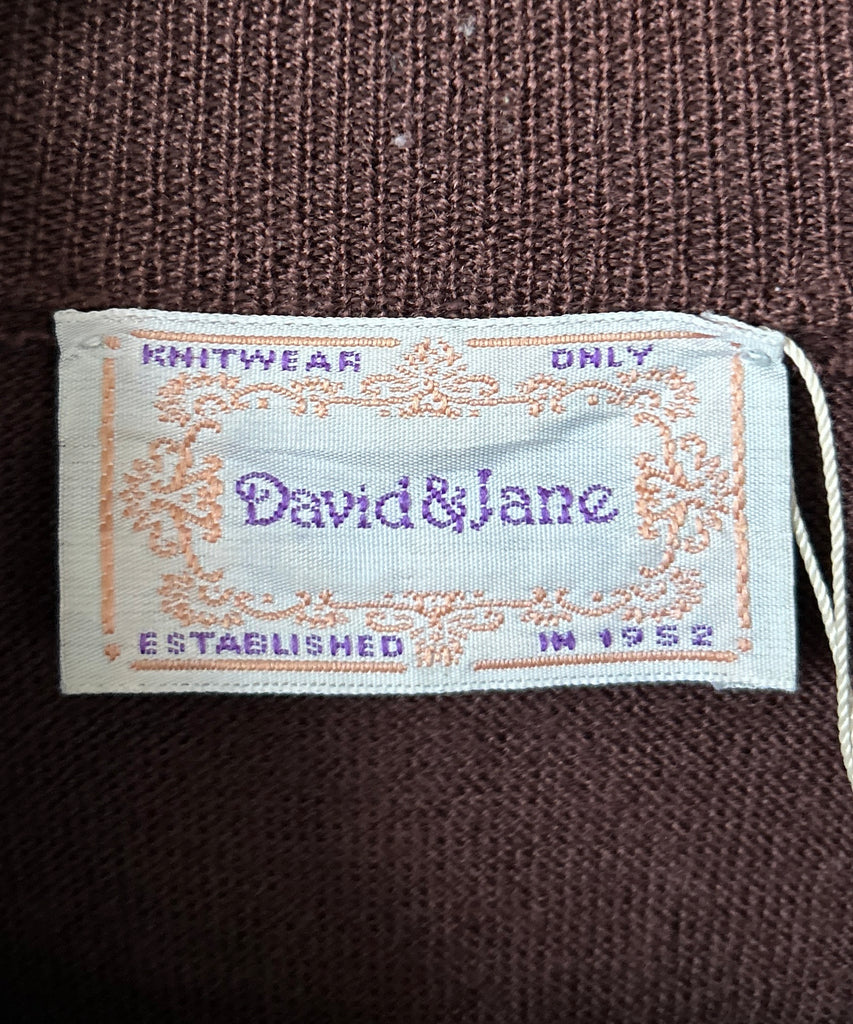 KNITWEAR ONLY
David&Jane
ESTABLISHED IN 1952